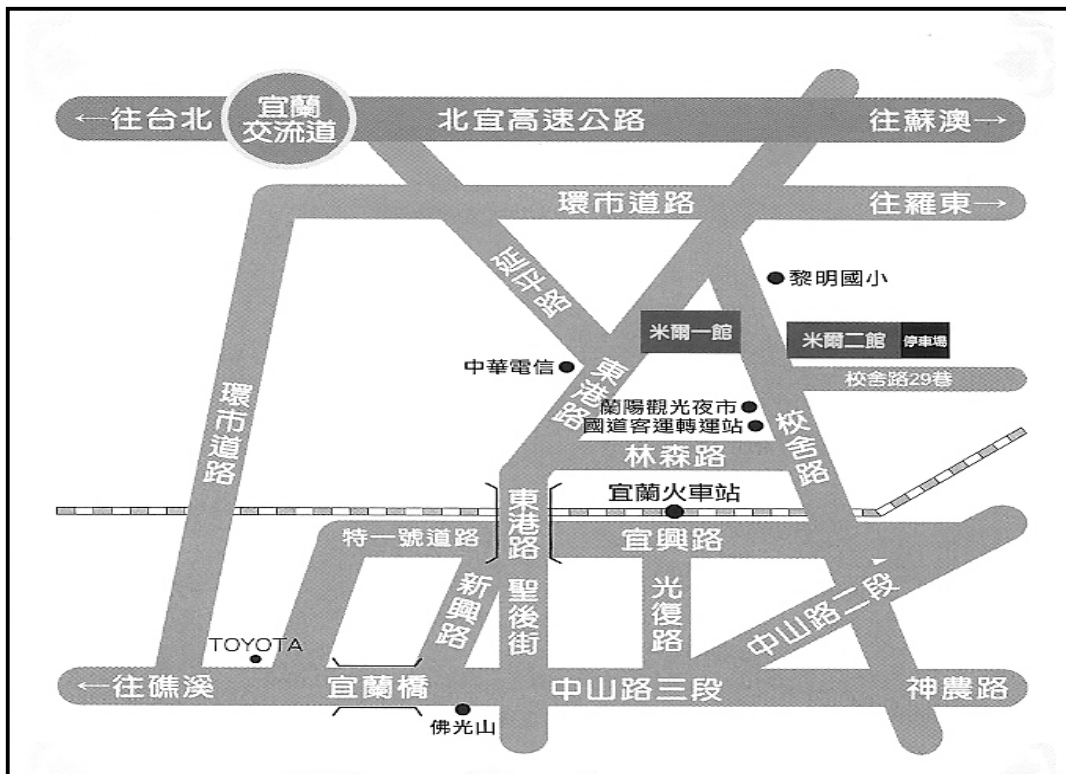 ←往台北
宜蘭
交流道
北宜高速公路
往蘇澳→
環市道路
往羅東→
延平路
黎明國小
米爾一館
米爾二館
停車場
中華電信
東港路
校舍路29巷
環市道路
蘭陽觀光夜市
國道客運轉運站
校舍路
林森路
宜蘭火車站
東港路
特一號道路
宜興路
新興路
聖後街
光復路
中山路二段
TOYOTA
←往礁溪
宜蘭橋
中山路三段
神農路
佛光山